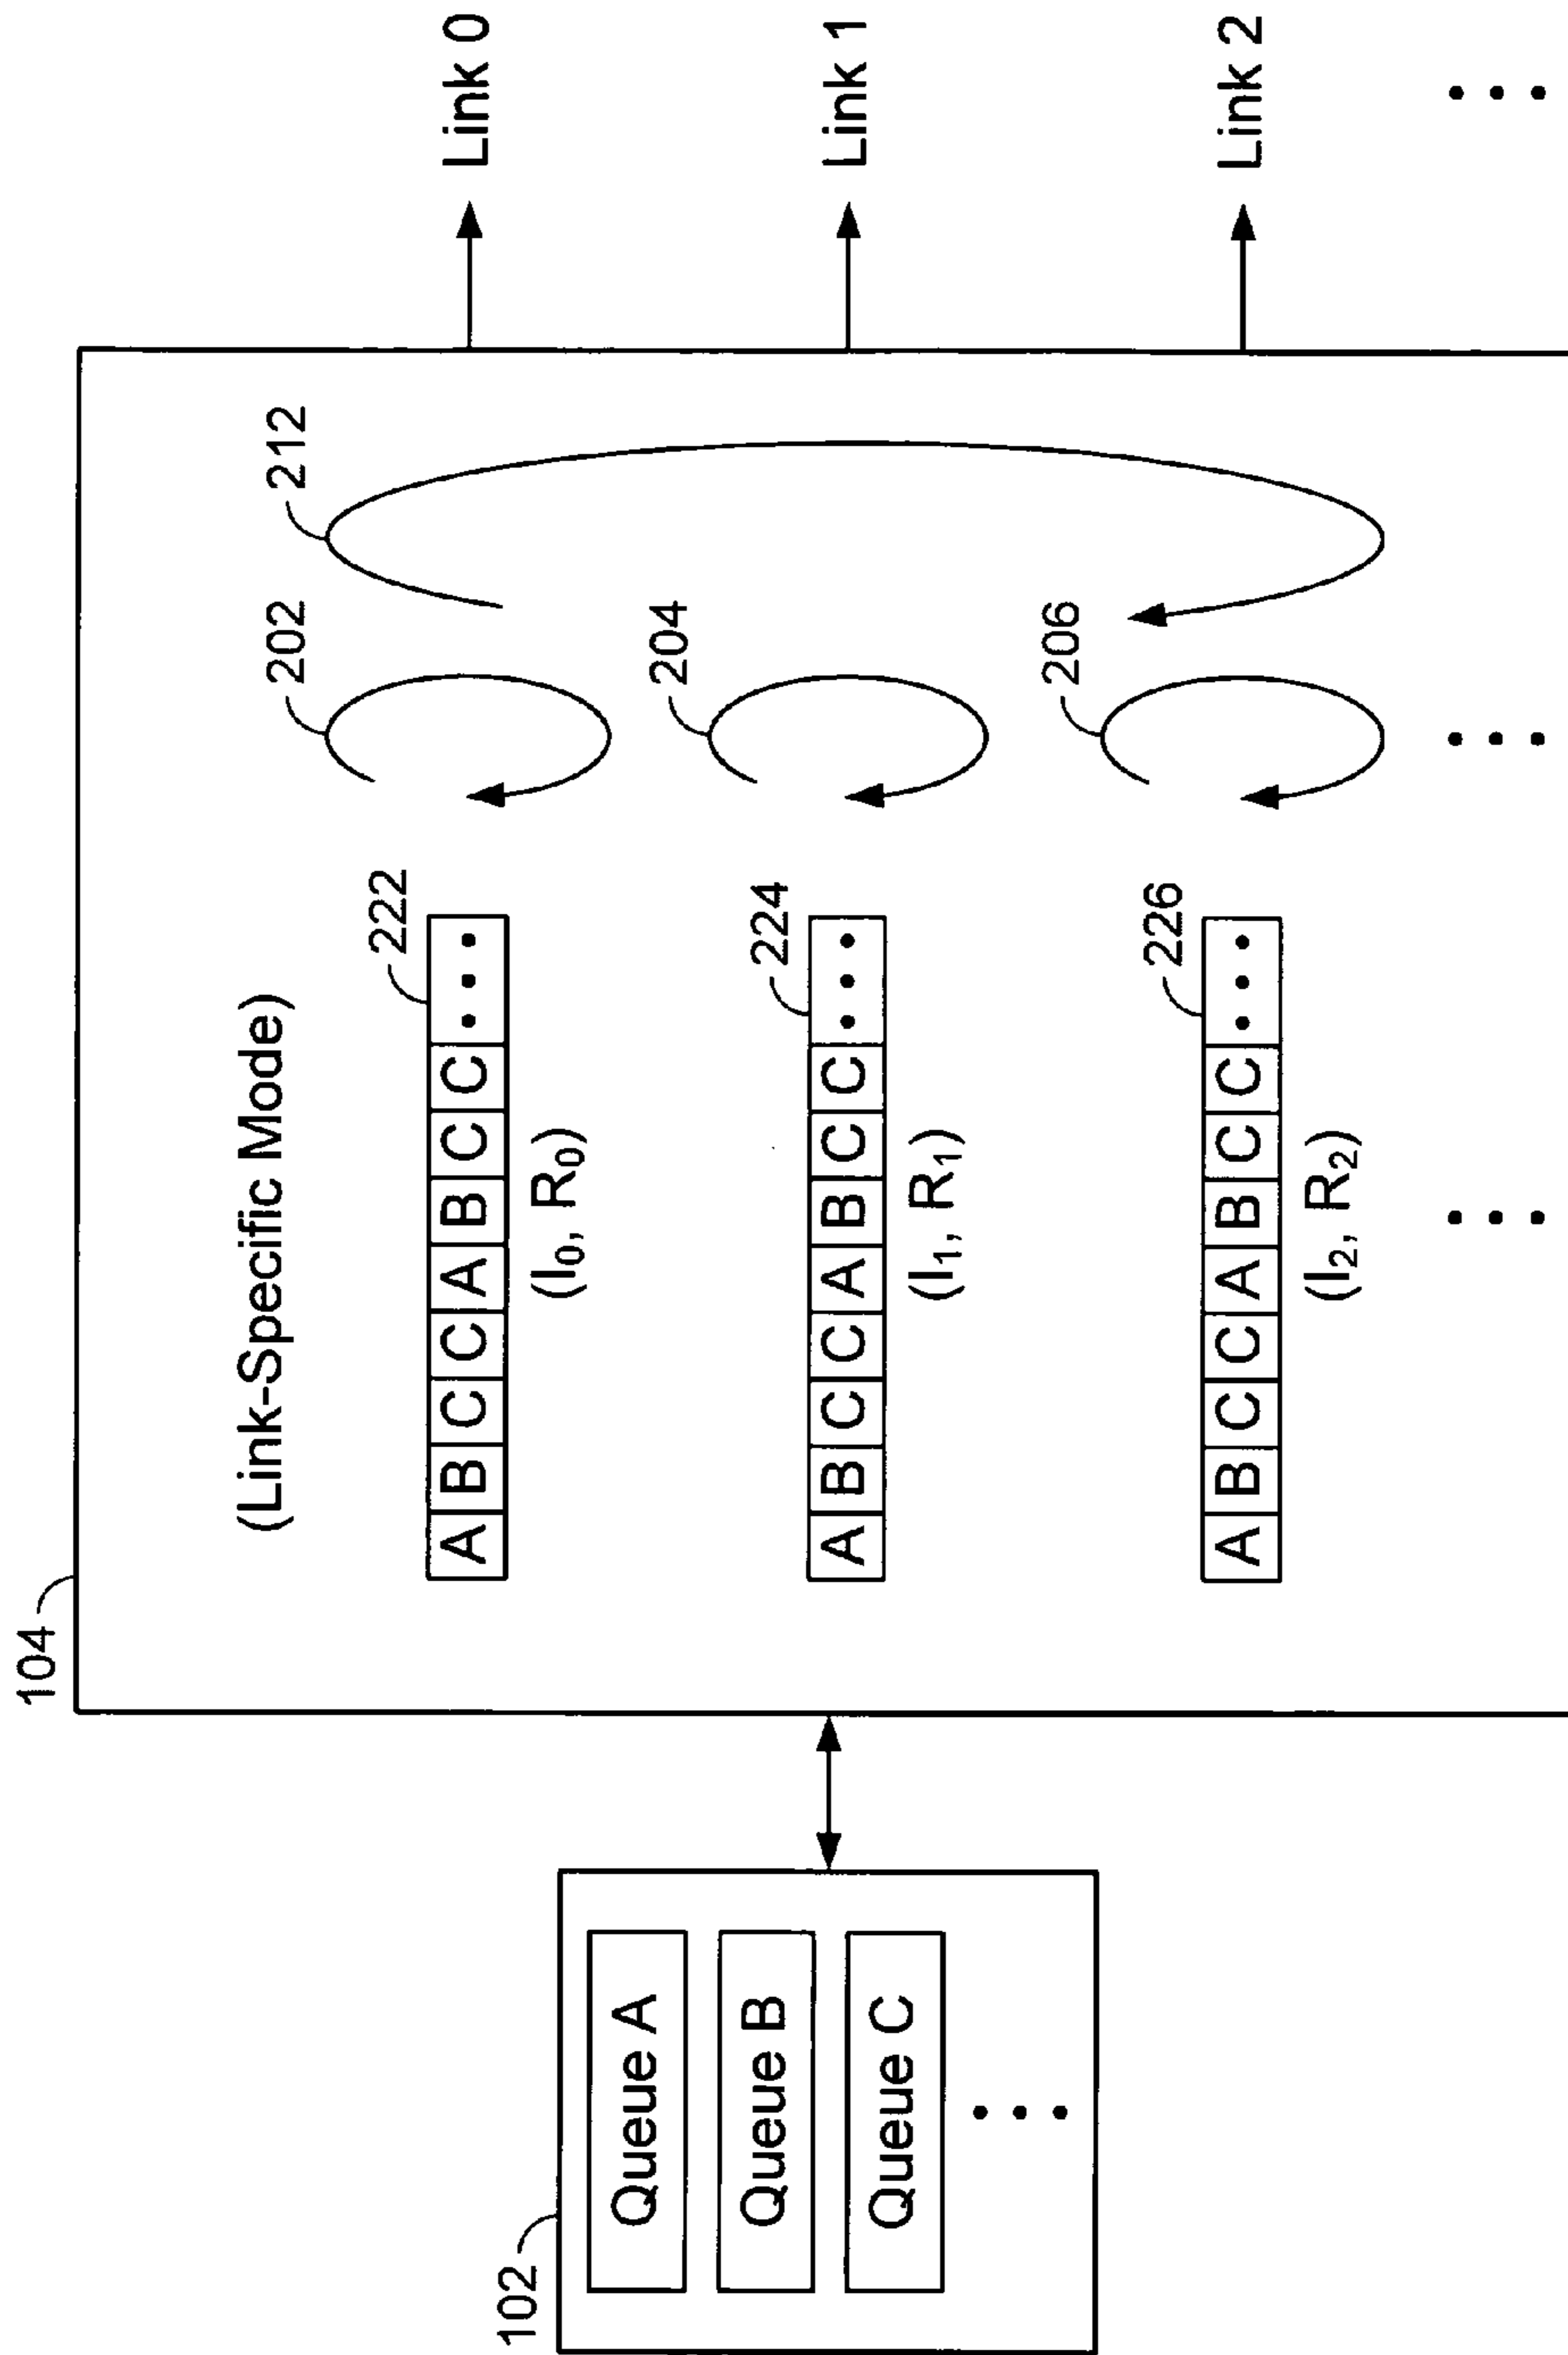 104
(Link-Specific Mode)
212
202
222
A B C C A B C C • • •
(I₀, R₀)
Link 0
204
224
A B C C A B C C • • •
(I₁, R₁)
Link 1
206
226
A B C C A B C C • • •
(I₂, R₂)
Link 2
• • •
• • •
• • •
102
Queue A
Queue B
Queue C
• • •